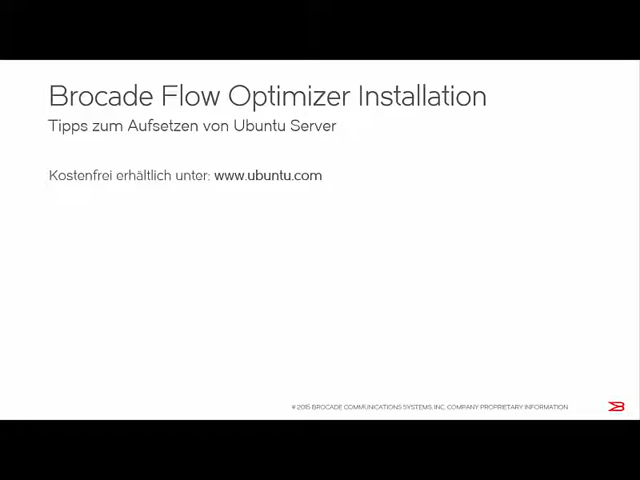 Brocade Flow Optimizer Installation
Tipps zum Aufsetzen von Ubuntu Server
Kostenfrei erhältlich unter: www.ubuntu.com
© 2015 BROCADE COMMUNICATIONS SYSTEMS, INC. COMPANY PROPRIETARY INFORMATION